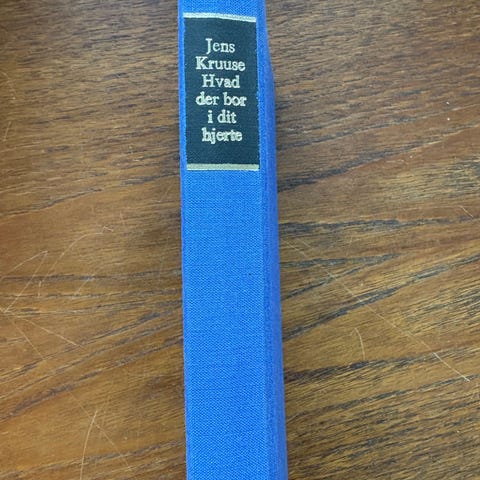 Jens
Kruuse
Hvad
der bor
i dit
hjerte